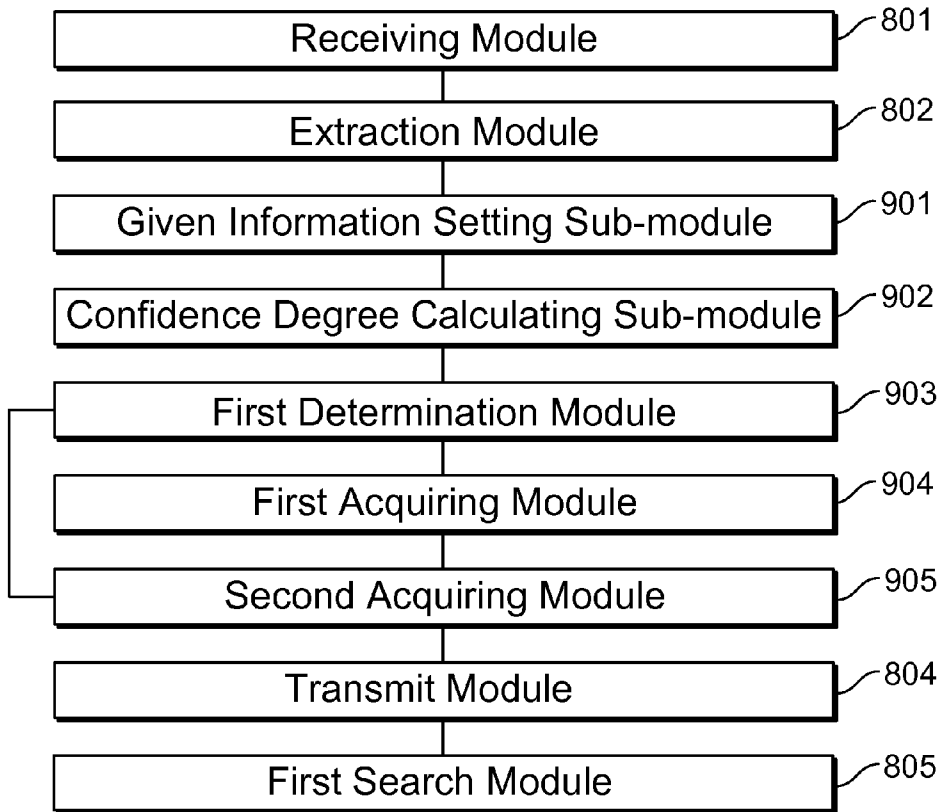 Receiving Module
801
Extraction Module
802
Given Information Setting Sub-module
901
Confidence Degree Calculating Sub-module
902
First Determination Module
903
First Acquiring Module
904
Second Acquiring Module
905
Transmit Module
804
First Search Module
805